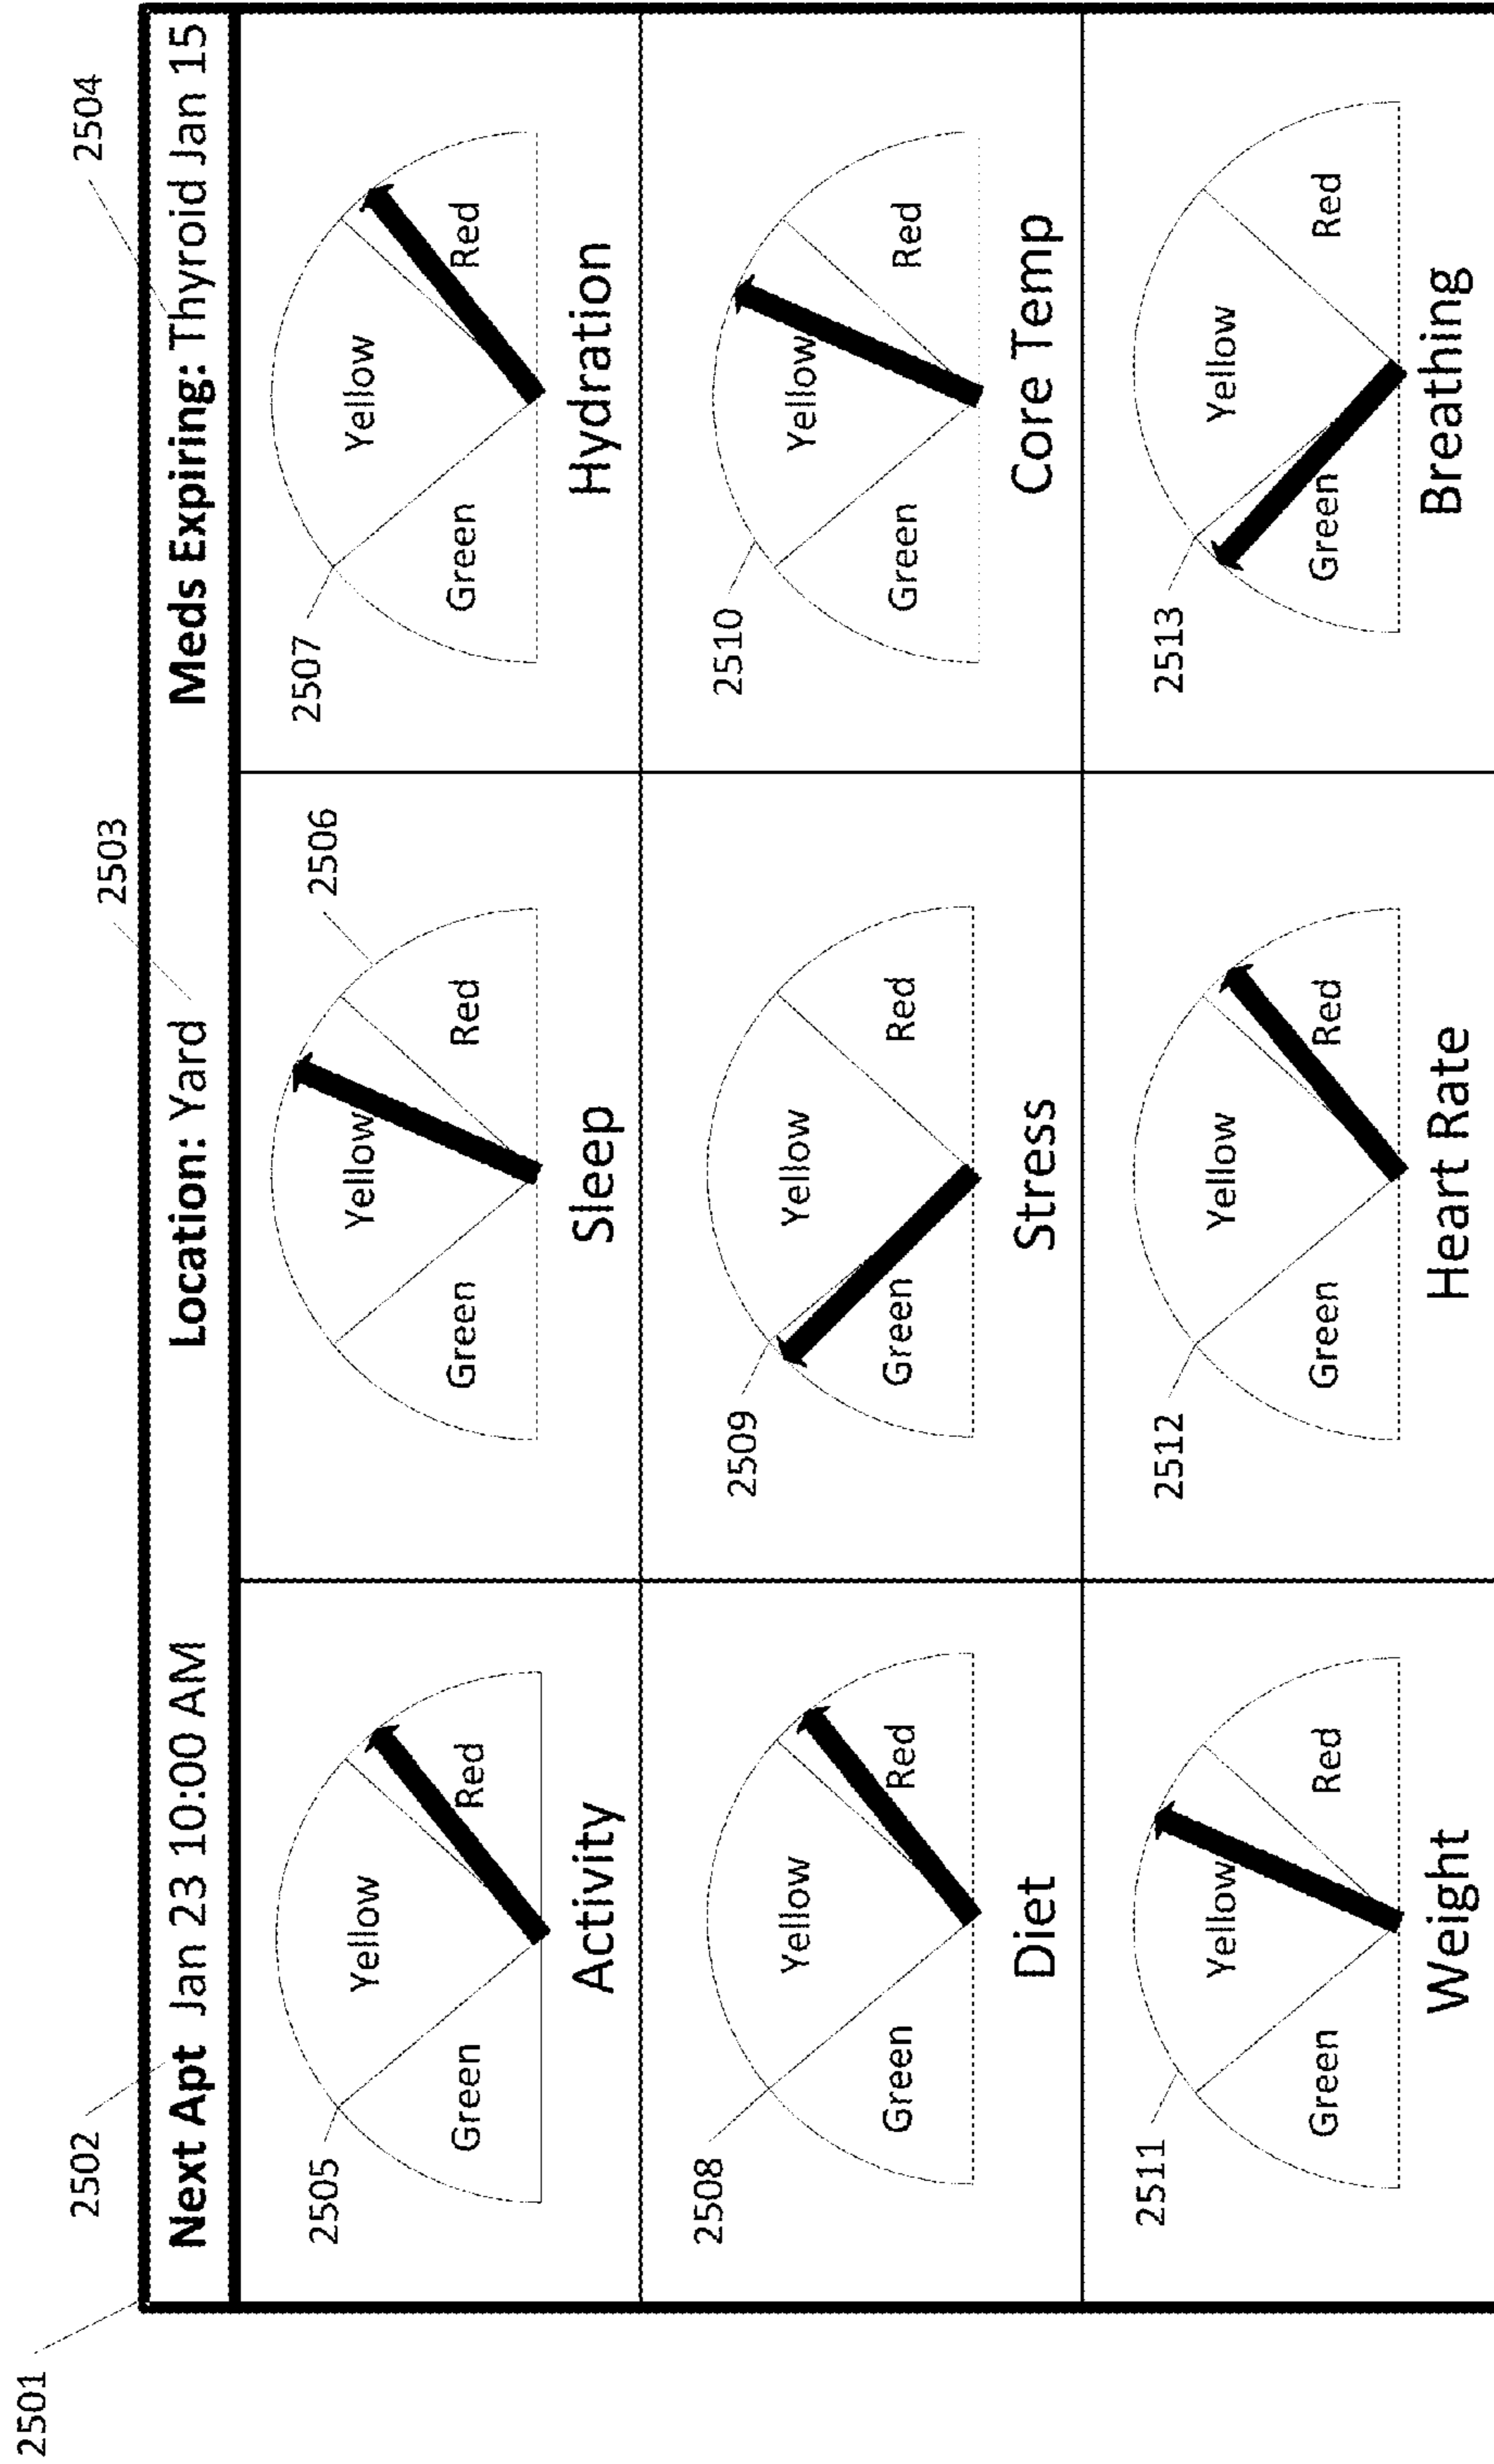 2501
2502
2503
2504
Next Apt Jan 23 10:00 AM
Location: Yard
Meds Expiring: Thyroid Jan 15
2505
Green
Yellow
Red
Activity
2506
Green
Yellow
Red
Sleep
2507
Green
Yellow
Red
Hydration
2508
Green
Yellow
Red
Diet
2509
Green
Yellow
Red
Stress
2510
Green
Yellow
Red
Core Temp
2511
Green
Yellow
Red
Weight
2512
Green
Yellow
Red
Heart Rate
2513
Green
Yellow
Red
Breathing